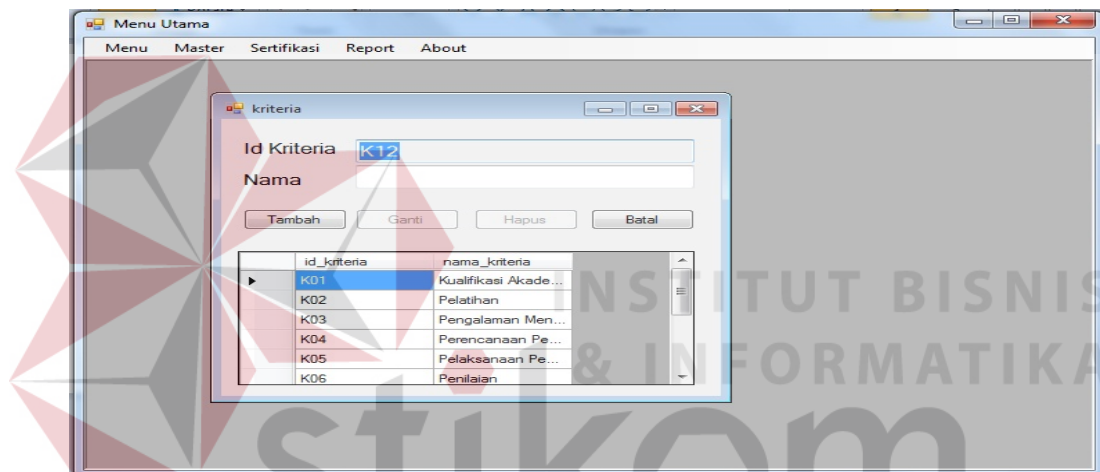 Menu Utama
Menu Master Sertifikasi Report About
kriteria
Id Kriteria K12
Nama
Tambah Ganti Hapus Batal
id_kriteria nama_kriteria
K01 Kualifikasi Akade...
K02 Pelatihan
K03 Pengalaman Men...
K04 Perencanaan Pe...
K05 Pelaksanaan Pe...
K06 Penilaian
INSTITUT BISNIS
& INFORMATIKA
stikom